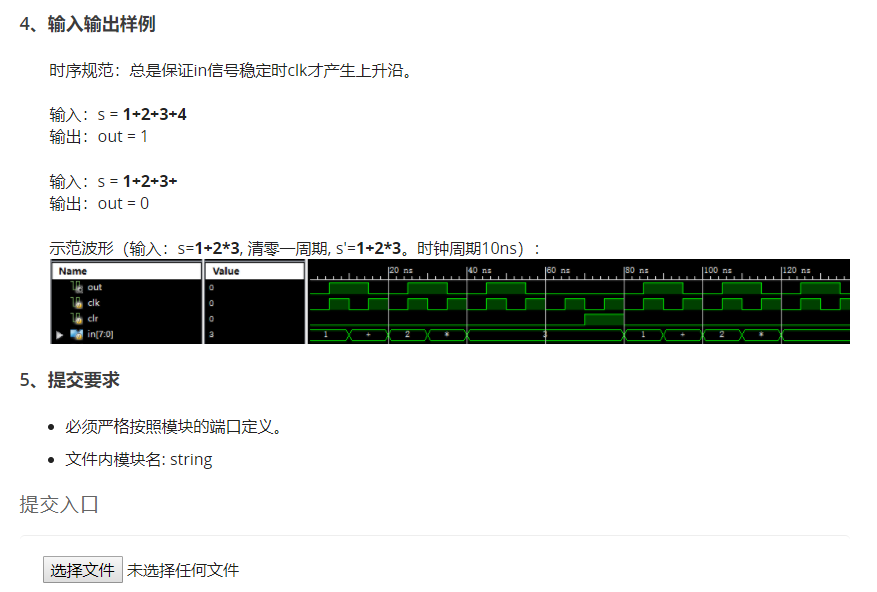 4、输入输出样例
时序规范：总是保证in信号稳定时clk才产生上升沿。
输入：s = 1+2+3+4
输出：out = 1
输入：s = 1+2+3+
输出：out = 0
示范波形（输入：s=1+2*3, 清零一周期, s'=1+2*3。时钟周期10ns）：
Name Value 20 ns 40 ns 60 ns 80 ns 100 ns 120 ns
out 0
clk 0
clr 0
in[7:0] 3 1 + 2 * 3 1 + 2 *
5、提交要求
必须严格按照模块的端口定义。
文件内模块名: string
提交入口
选择文件 未选择任何文件